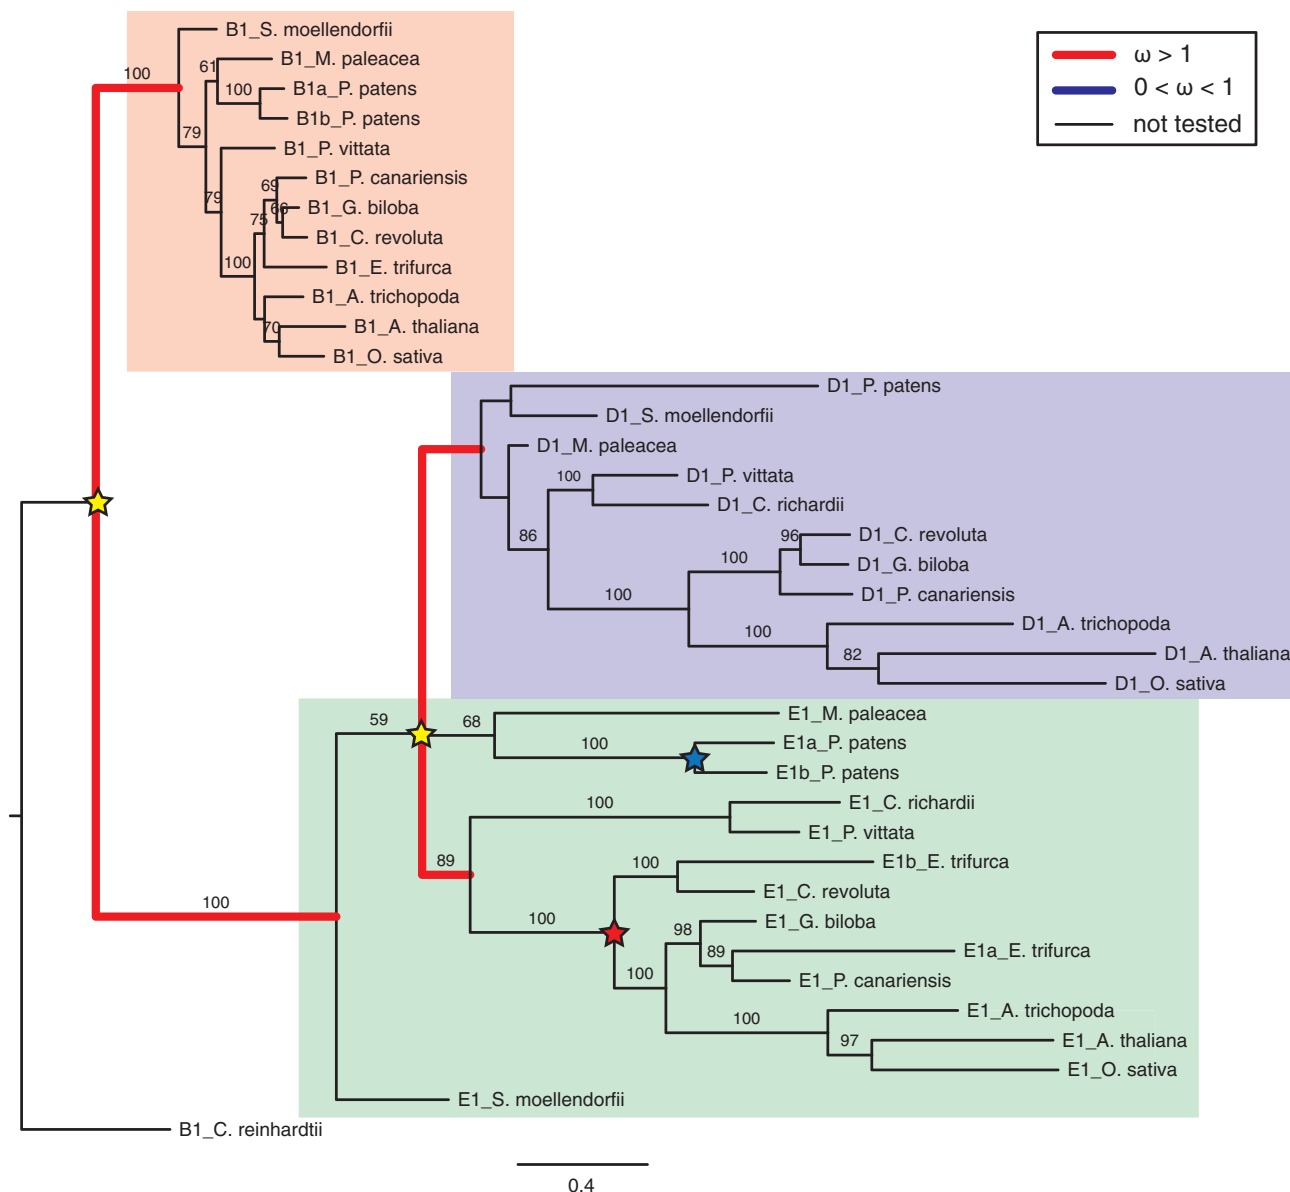 B1_S. moellendorfii
ω > 1
61
B1_M. paleacea
100
100
B1a_P. patens
0 < ω < 1
B1b_P. patens
not tested
79
B1_P. vittata
69
B1_P. canariensis
79
66
B1_G. biloba
75
B1_C. revoluta
100
B1_E. trifurca
B1_A. trichopoda
70
B1_A. thaliana
B1_O. sativa
D1_P. patens
D1_S. moellendorfii
D1_M. paleacea
100
D1_P. vittata
D1_C. richardii
86
96
D1_C. revoluta
100
D1_G. biloba
100
D1_P. canariensis
100
D1_A. trichopoda
82
D1_A. thaliana
D1_O. sativa
59
68
E1_M. paleacea
100
E1a_P. patens
E1b_P. patens
100
E1_C. richardii
E1_P. vittata
89
100
E1b_E. trifurca
E1_C. revoluta
100
100
98
E1_G. biloba
89
E1a_E. trifurca
100
E1_P. canariensis
100
E1_A. trichopoda
97
E1_A. thaliana
E1_O. sativa
E1_S. moellendorfii
B1_C. reinhardtii
0.4